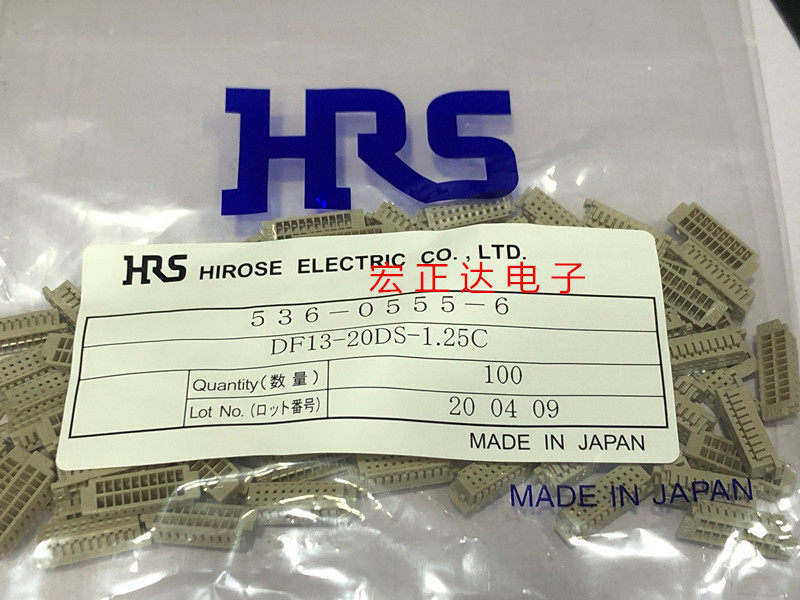 HRS
HRS HIROSE ELECTRIC CO., LTD.
宏正达电子
536-0555-6
DF13-20DS-1.25C
Quantity(数量) 100
Lot No. (ロット番号) 20 04 09
MADE IN JAPAN
MADE IN JAPAN